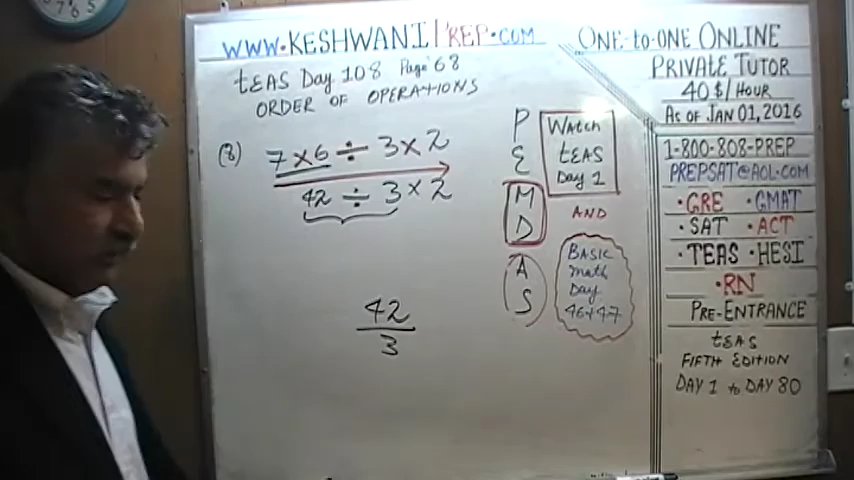 WWW.KESHWANI PREP.COM
tEAS Day 108 Page 68
ORDER OF OPERATIONS
(8) 7×6 ÷ 3×2
42 ÷ 3×2
42
3
P
E
M
D
A
S
WAtch
tEAS
Day 1
AND
BASIC
math
Day
46+47
ONE-to-ONE ONLINE
PRIVATE TUTOR
40 $/HOUR
AS OF JAN 01, 2016
1-800-808-PREP
PREPSAT@AOL.COM
•GRE •GMAT
•SAT •ACT
•TEAS •HESI
•RN
PRE-ENTRANCE
tEAS
FIFTH EDITION
DAY 1 to DAY 80